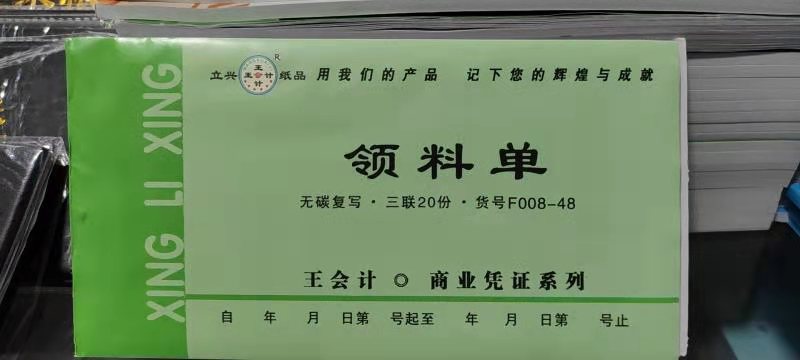 XING LI XING
立兴 王 王会计 计 R 纸品 用我们的产品 记下您的辉煌与成就
领料单
无碳复写·三联20份·货号F008-48
王会计 ◎ 商业凭证系列
自 年 月 日第 号起至 年 月 日第 号止